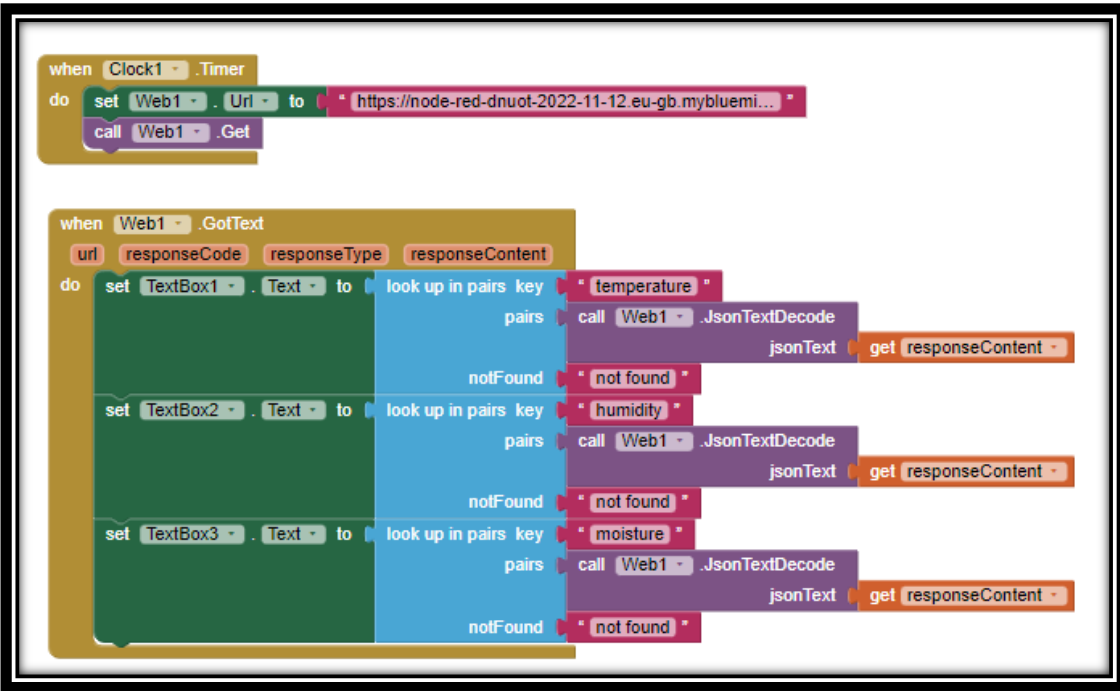 when Clock1 .Timer
do set Web1 . Url to " https://node-red-dnuot-2022-11-12.eu-gb.mybluemi... "
call Web1 .Get
when Web1 .GotText
url responseCode responseType responseContent
do set TextBox1 . Text to look up in pairs key " temperature "
pairs call Web1 .JsonTextDecode
jsonText get responseContent
notFound " not found "
set TextBox2 . Text to look up in pairs key " humidity "
pairs call Web1 .JsonTextDecode
jsonText get responseContent
notFound " not found "
set TextBox3 . Text to look up in pairs key " moisture "
pairs call Web1 .JsonTextDecode
jsonText get responseContent
notFound " not found "